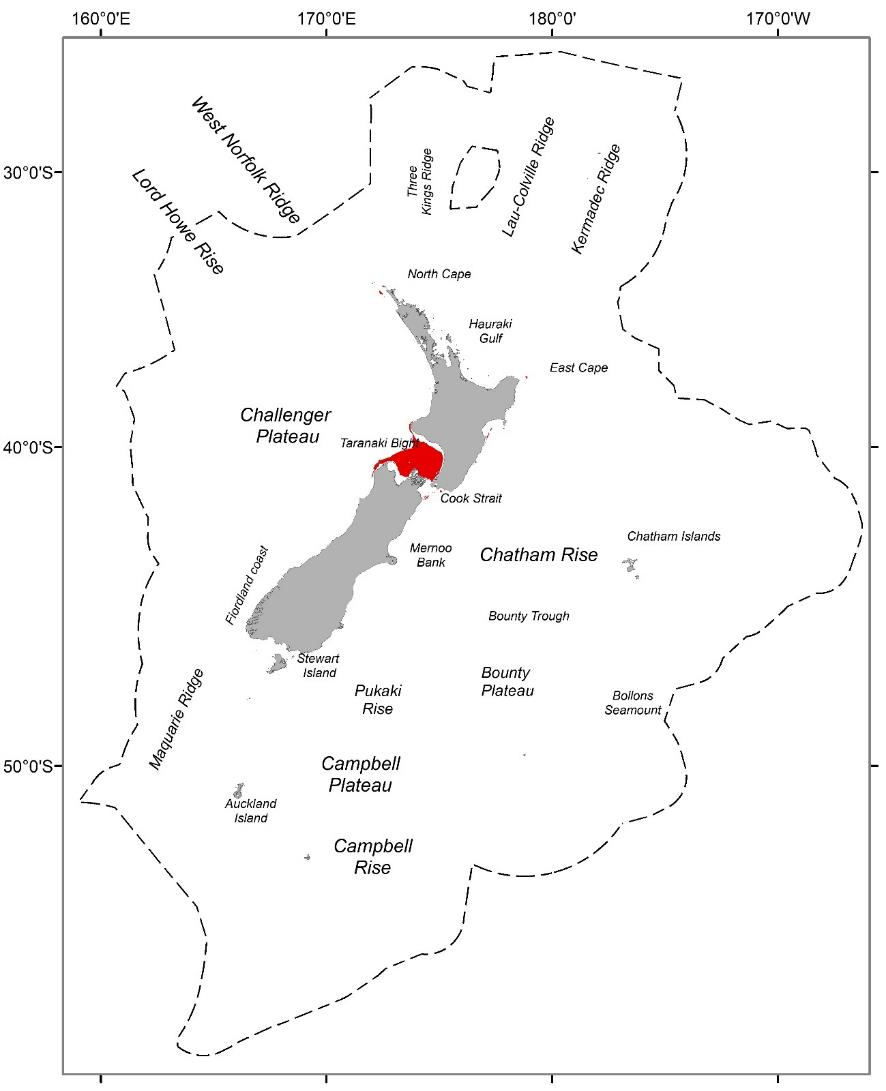 160°0'E
170°0'E
180°0'
170°0'W
30°0'S
40°0'S
50°0'S
West Norfolk Ridge
Lord Howe Rise
Three
Kings Ridge
Lau-Colville Ridge
Kermadec Ridge
North Cape
Hauraki
Gulf
East Cape
Challenger
Plateau
Taranaki Bight
Cook Strait
Mernoo
Bank
Chatham Rise
Chatham Islands
Fiordland coast
Bounty Trough
Stewart
Island
Pukaki
Rise
Bounty
Plateau
Bollons
Seamount
Maquarie Ridge
Campbell
Plateau
Auckland
Island
Campbell
Rise